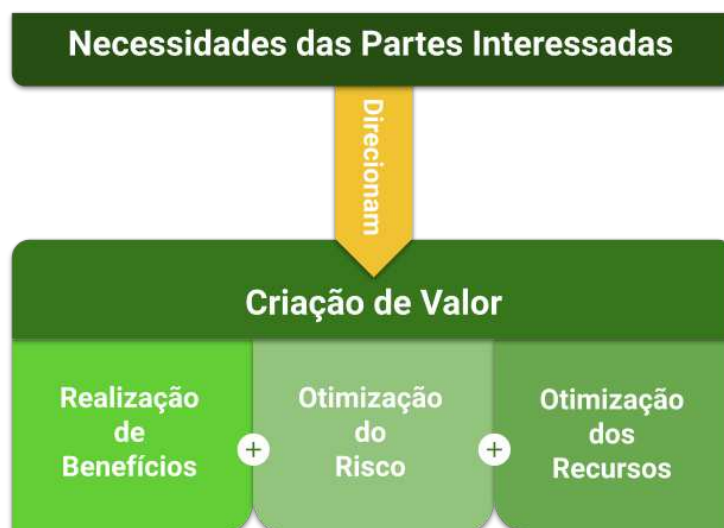 Necessidades das Partes Interessadas
Direcionam
Criação de Valor
Realização
de
Benefícios
+
Otimização
do
Risco
+
Otimização
dos
Recursos